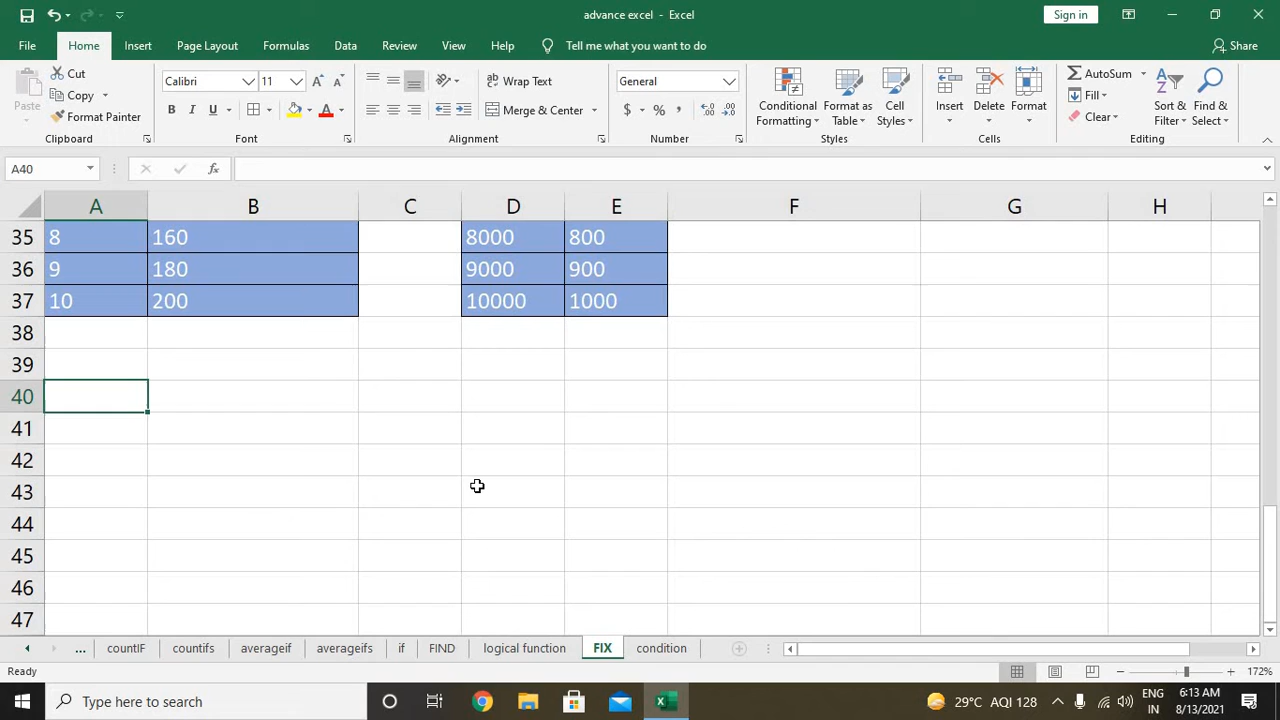 advance excel - Excel
Sign in
File Home Insert Page Layout Formulas Data Review View Help Tell me what you want to do Share
Paste
Cut
Copy
Format Painter
Clipboard
Calibri 11
B I U
Font
Wrap Text
Merge & Center
Alignment
General
$ % ,
Number
Conditional Formatting
Format as Table
Cell Styles
Styles
Insert Delete Format
Cells
AutoSum
Fill
Clear
Sort & Filter
Find & Select
Editing
A40 fx
A B C D E F G H
35 8 160 8000 800
36 9 180 9000 900
37 10 200 10000 1000
38
39
40
41
42
43
44
45
46
47
... countIF countifs averageif averageifs if FIND logical function FIX condition
Ready 172%
Type here to search
29°C AQI 128
ENG
IN
6:13 AM
8/13/2021